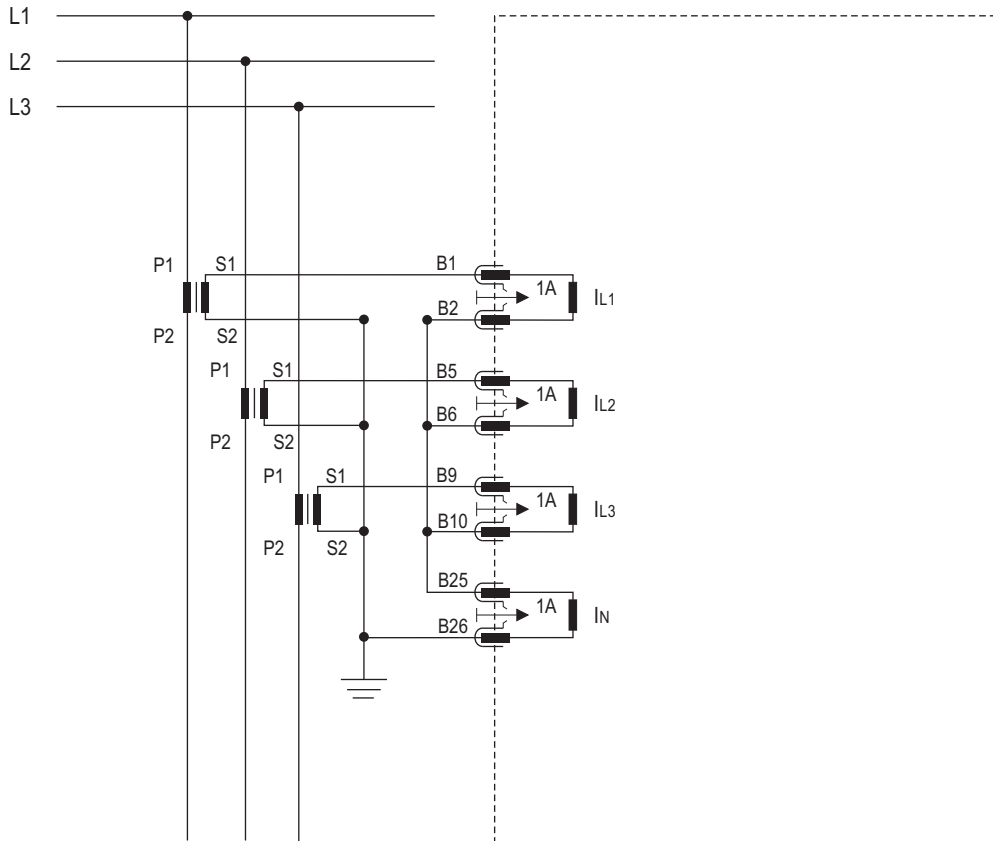 L1
L2
L3
P1 S1 B1 1A IL1
P2 S2 B2
P1 S1 B5 1A IL2
P2 S2 B6
P1 S1 B9 1A IL3
P2 S2 B10
B25 1A IN
B26